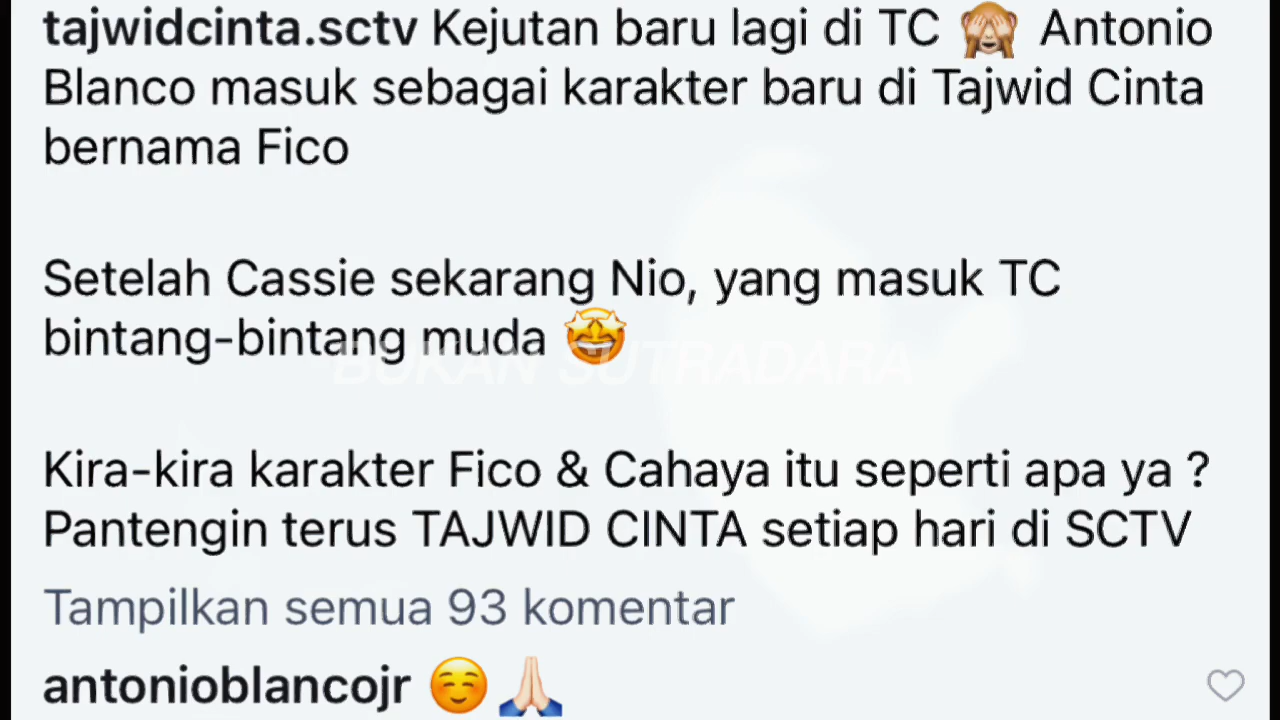 tajwidcinta.sctv Kejutan baru lagi di TC 🙈 Antonio
Blanco masuk sebagai karakter baru di Tajwid Cinta
bernama Fico
Setelah Cassie sekarang Nio, yang masuk TC
bintang-bintang muda 🤩
BUKAN SUTRADARA
Kira-kira karakter Fico & Cahaya itu seperti apa ya ?
Pantengin terus TAJWID CINTA setiap hari di SCTV
Tampilkan semua 93 komentar
antonioblancojr ☺️🙏🏻